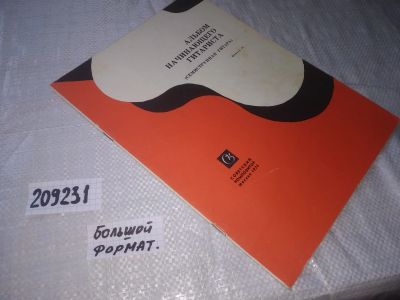 АЛЬБОМ
НАЧИНАЮЩЕГО
ГИТАРИСТА
(СЕМИСТРУННАЯ ГИТАРА)
СОВЕТСКИЙ
КОМПОЗИТОР
209231
БОЛЬШОЙ
ФОРМАТ.